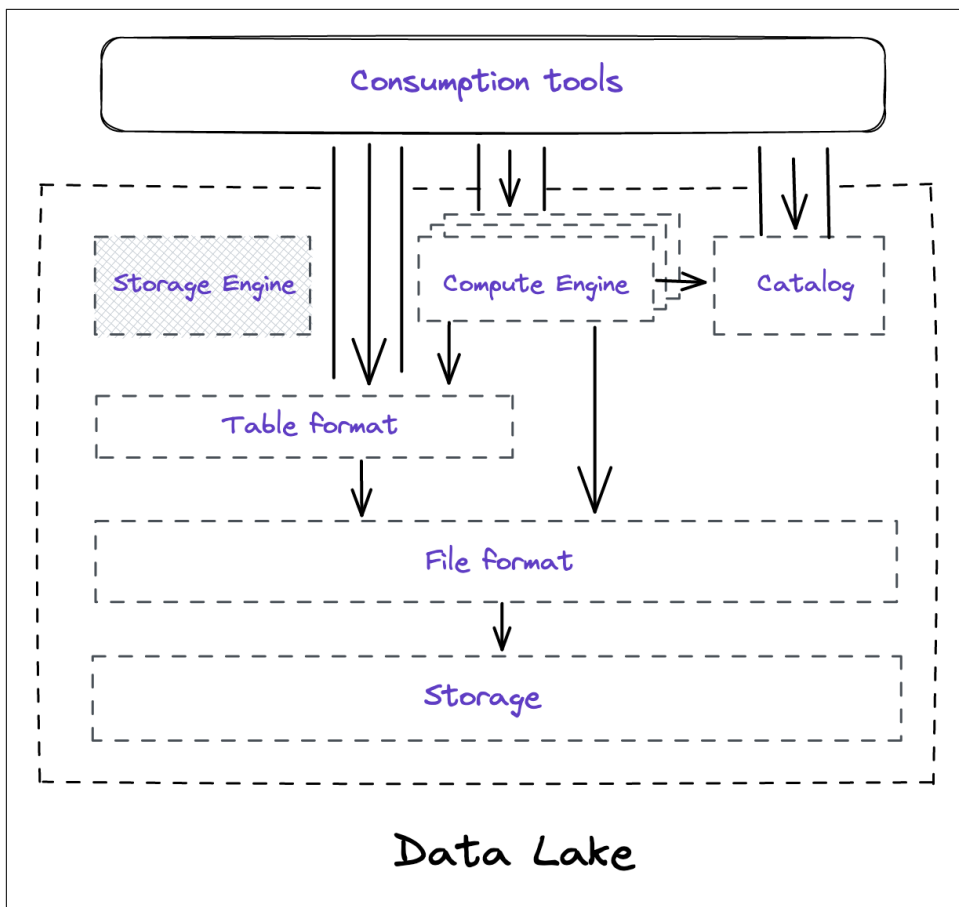 Consumption tools
Storage Engine
Compute Engine
Catalog
Table format
File format
Storage
Data Lake